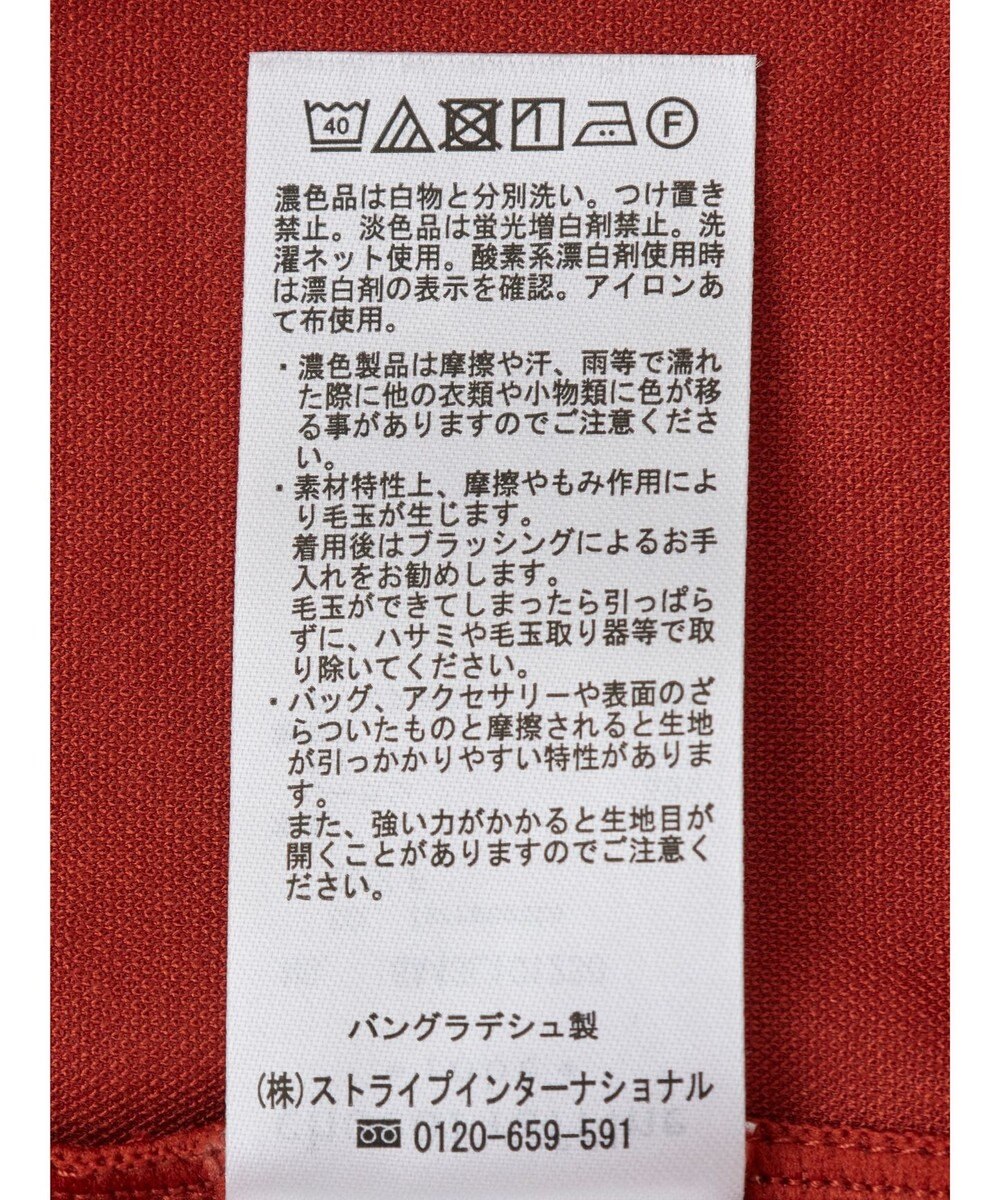 40 F
濃色品は白物と分別洗い。つけ置き
禁止。淡色品は蛍光増白剤禁止。洗
濯ネット使用。酸素系漂白剤使用時
は漂白剤の表示を確認。アイロンあ
て布使用。
・濃色製品は摩擦や汗、雨等で濡れ
た際に他の衣類や小物類に色が移
る事がありますのでご注意くださ
い。
・素材特性上、摩擦やもみ作用によ
り毛玉が生じます。
着用後はブラッシングによるお手
入れをお勧めします。
毛玉ができてしまったら引っぱら
ずに、ハサミや毛玉取り器等で取
り除いてください。
・バッグ、アクセサリーや表面のざ
らついたものと摩擦されると生地
が引っかかりやすい特性がありま
す。
また、強い力がかかると生地目が
開くことがありますのでご注意く
ださい。
バングラデシュ製
(株)ストライプインターナショナル
0120-659-591